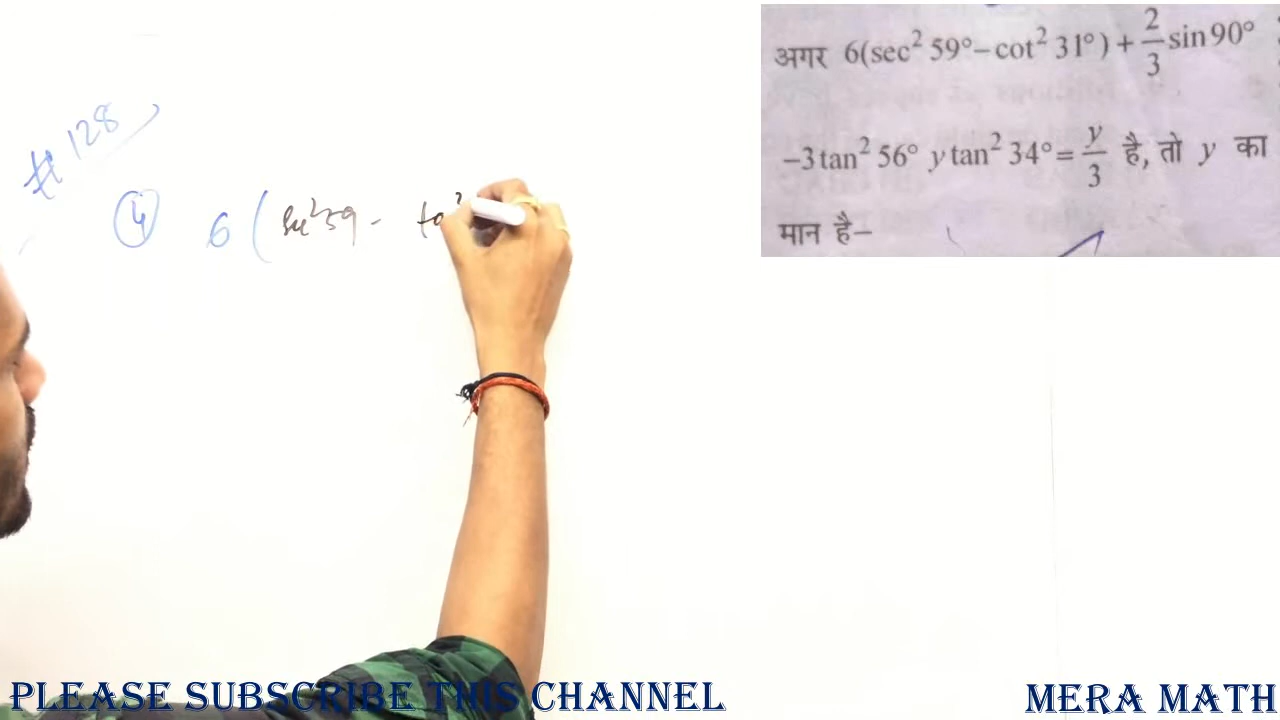 #128
④ 6 ( sec²59 - ta²
अगर 6(sec² 59°–cot² 31°) + 2/3 sin 90°
–3 tan² 56° y tan² 34° = y/3 है, तो y का
मान है–
PLEASE SUBSCRIBE THIS CHANNEL
MERA MATH